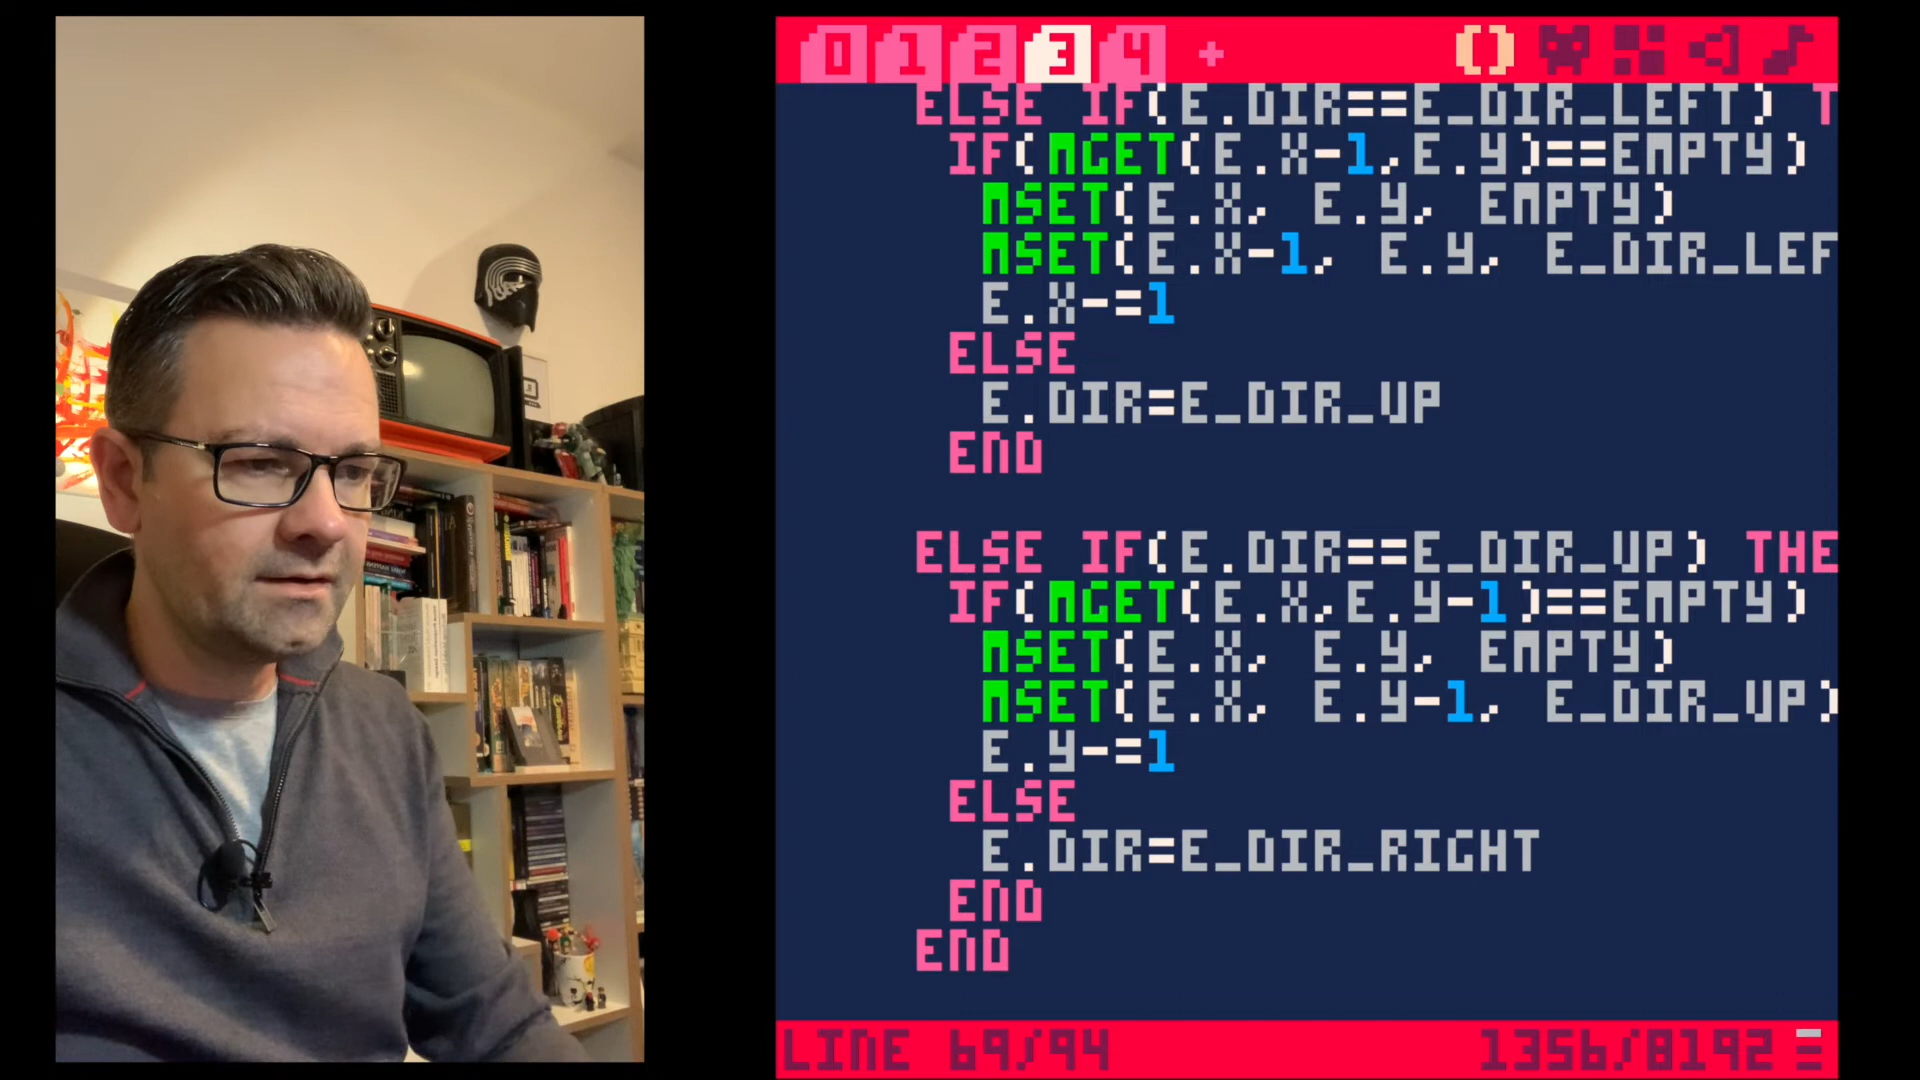 0 1 2 3 4 +
ELSE IF(E.DIR==E_DIR_LEFT) T
IF(MGET(E.X-1,E.Y)==EMPTY)
MSET(E.X, E.Y, EMPTY)
MSET(E.X-1, E.Y, E_DIR_LEF
E.X-=1
ELSE
E.DIR=E_DIR_UP
END
ELSE IF(E.DIR==E_DIR_UP) THE
IF(MGET(E.X,E.Y-1)==EMPTY)
MSET(E.X, E.Y, EMPTY)
MSET(E.X, E.Y-1, E_DIR_UP)
E.Y-=1
ELSE
E.DIR=E_DIR_RIGHT
END
END
LINE 69/94
1356/8192